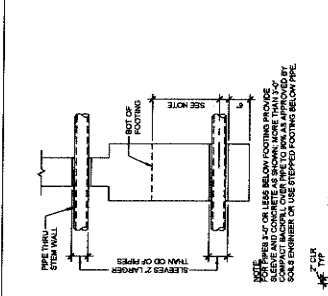 PIPE THRU
STEM WALL
SLEEVES 2" LARGER
THAN OD OF PIPES
BOT OF
FOOTING
SEE NOTE
6"
NOTE:
FOR PIPES 3'-0" OR LESS BELOW FOOTING PROVIDE
SLEEVE AND CONCRETE AS SHOWN; MORE THAN 3'-0"
COMPACT BACKFILL OVER PIPE TO 90% AS APPROVED BY
SOILS ENGINEER OR USE STEPPED FOOTING BELOW PIPE.
2" CLR
TYP